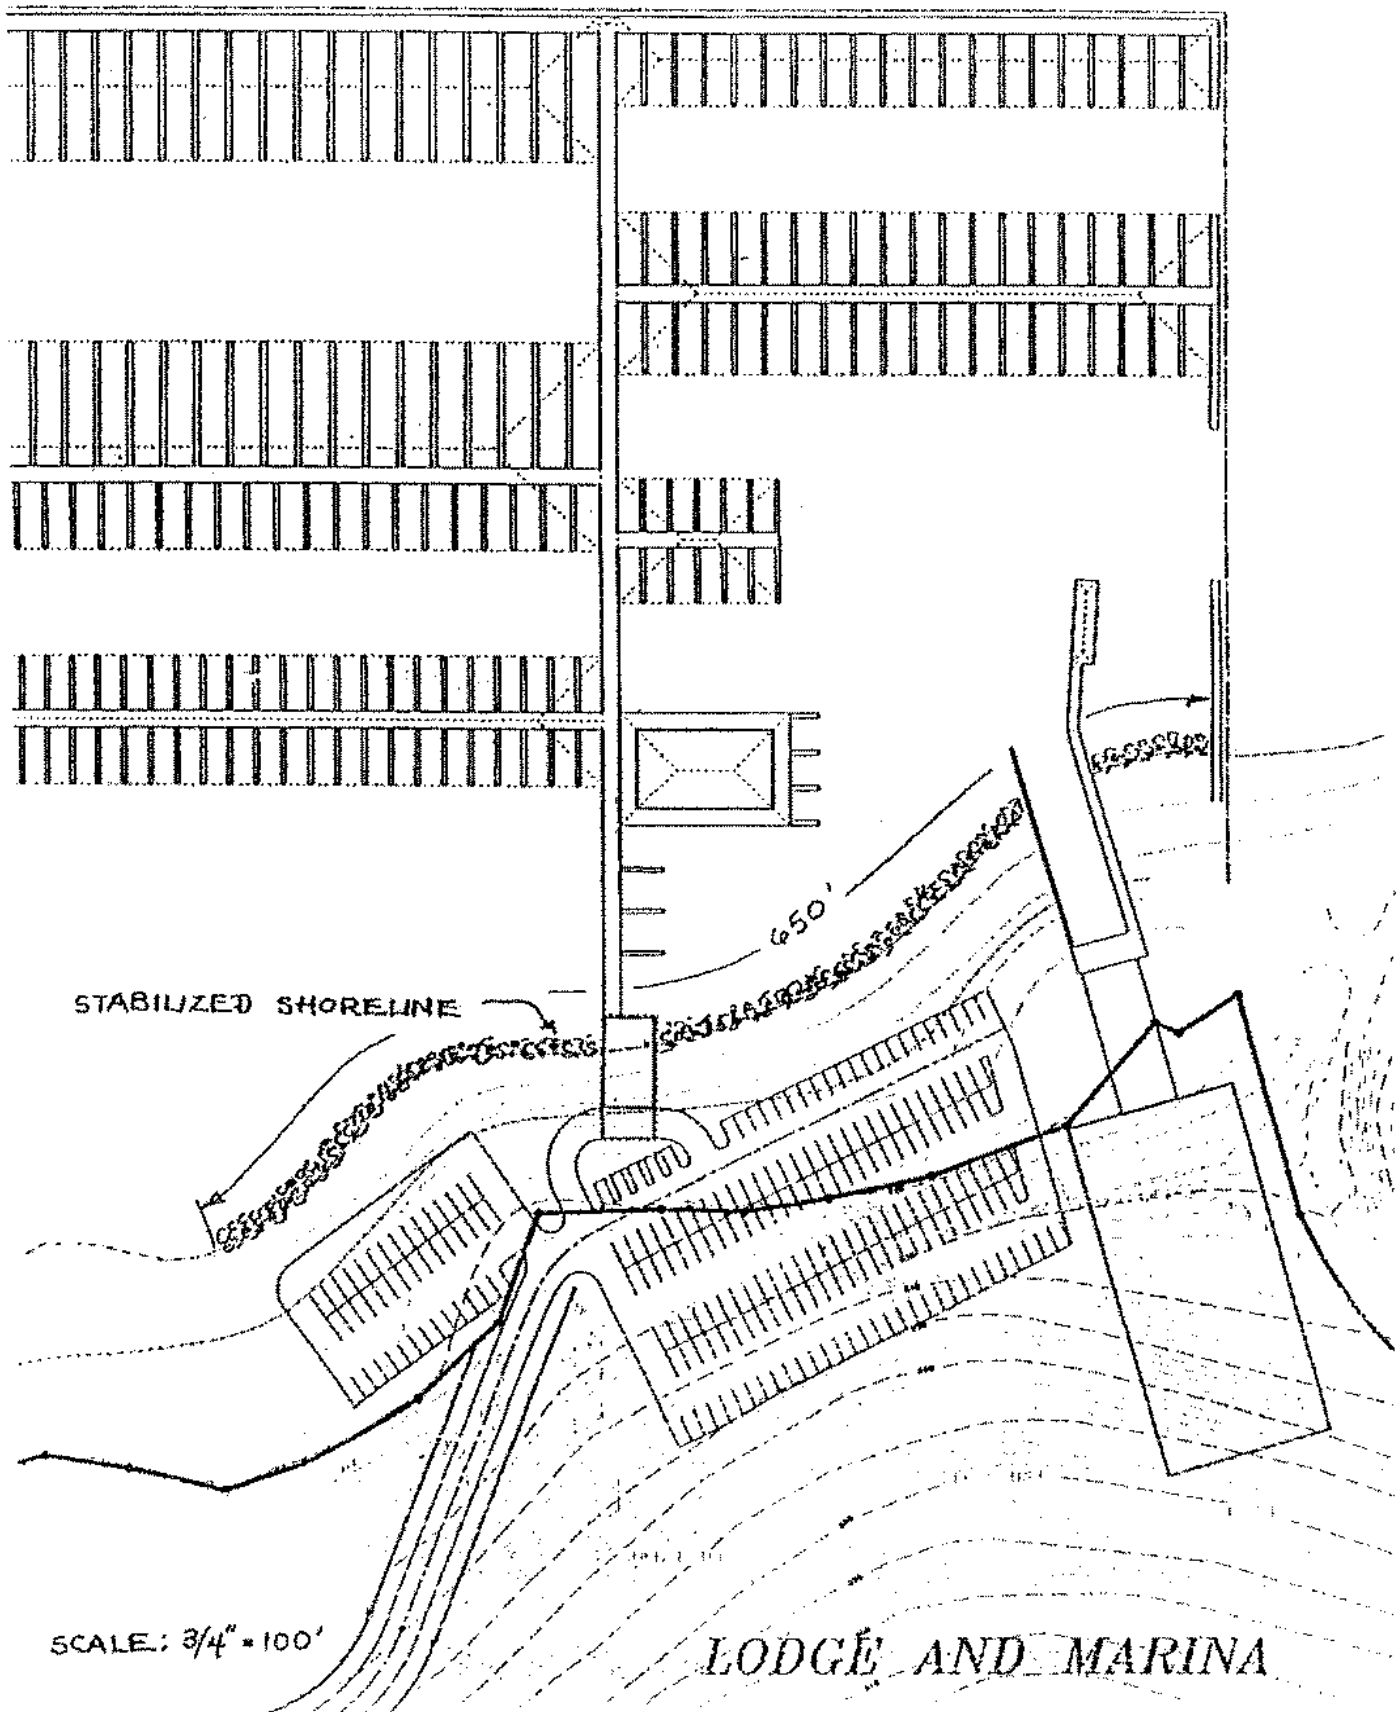 650'
STABILIZED SHORELINE
SCALE: 3/4" = 100'
LODGE AND MARINA